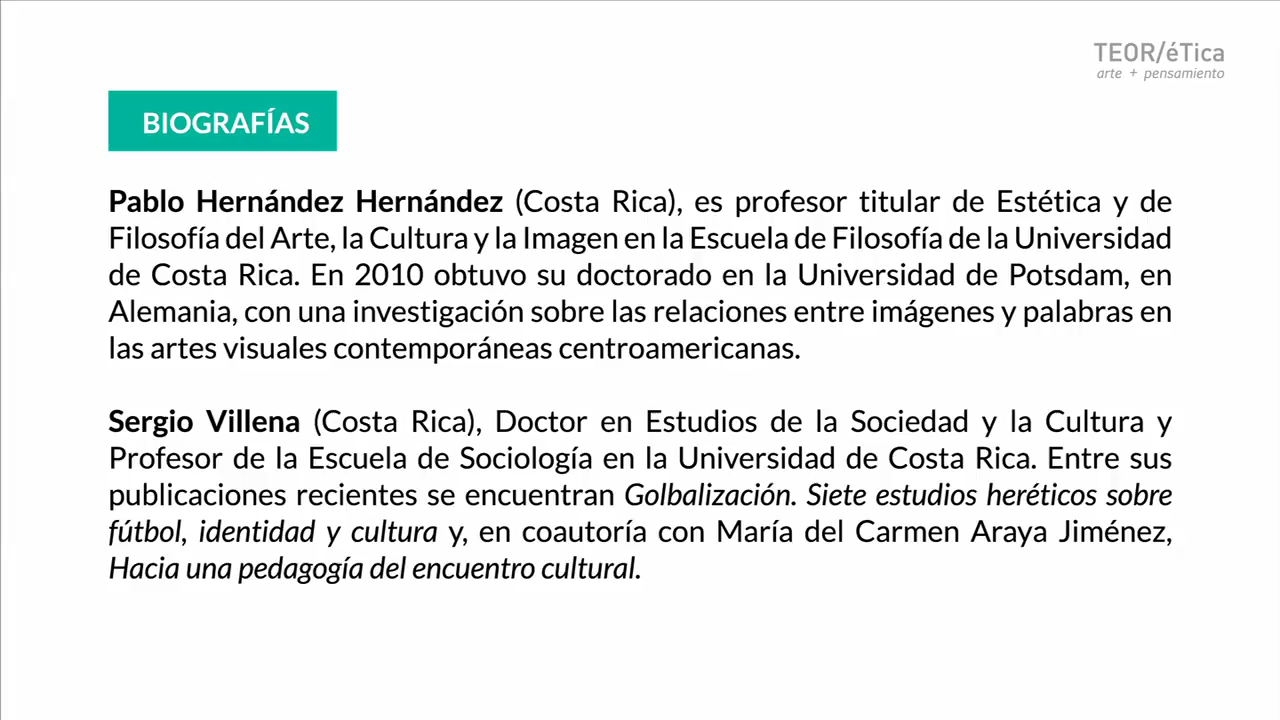 TEOR/éTica
arte + pensamiento
BIOGRAFÍAS
Pablo Hernández Hernández (Costa Rica), es profesor titular de Estética y de
Filosofía del Arte, la Cultura y la Imagen en la Escuela de Filosofía de la Universidad
de Costa Rica. En 2010 obtuvo su doctorado en la Universidad de Potsdam, en
Alemania, con una investigación sobre las relaciones entre imágenes y palabras en
las artes visuales contemporáneas centroamericanas.
Sergio Villena (Costa Rica), Doctor en Estudios de la Sociedad y la Cultura y
Profesor de la Escuela de Sociología en la Universidad de Costa Rica. Entre sus
publicaciones recientes se encuentran Golbalización. Siete estudios heréticos sobre
fútbol, identidad y cultura y, en coautoría con María del Carmen Araya Jiménez,
Hacia una pedagogía del encuentro cultural.